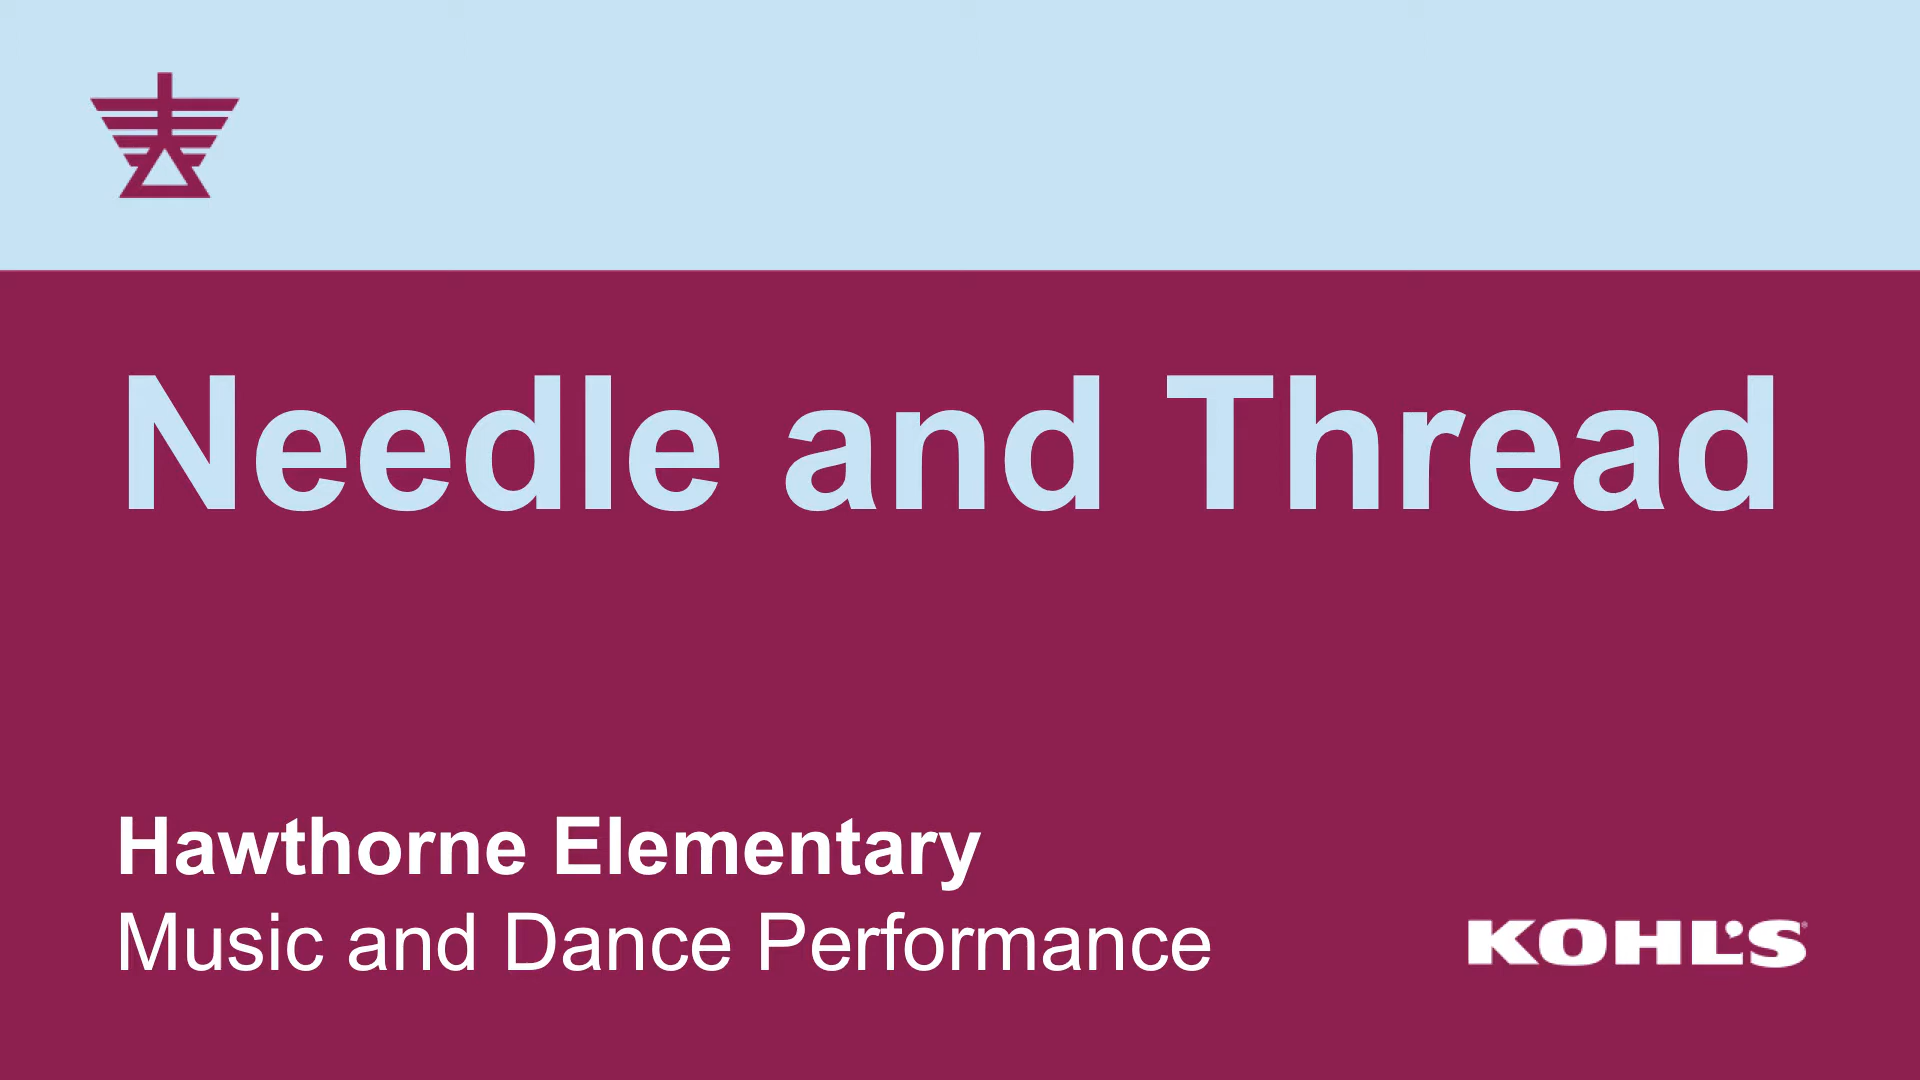 Needle and Thread
Hawthorne Elementary
Music and Dance Performance
KOHL'S